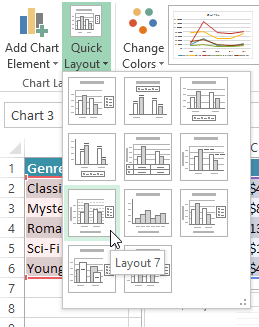 Add Chart
Element
Quick
Layout
Change
Colors
Chart La
Chart 3
1 Genre
2 Classi
3 Myste
4 Roma
5 Sci-Fi
6 Young
Layout 7